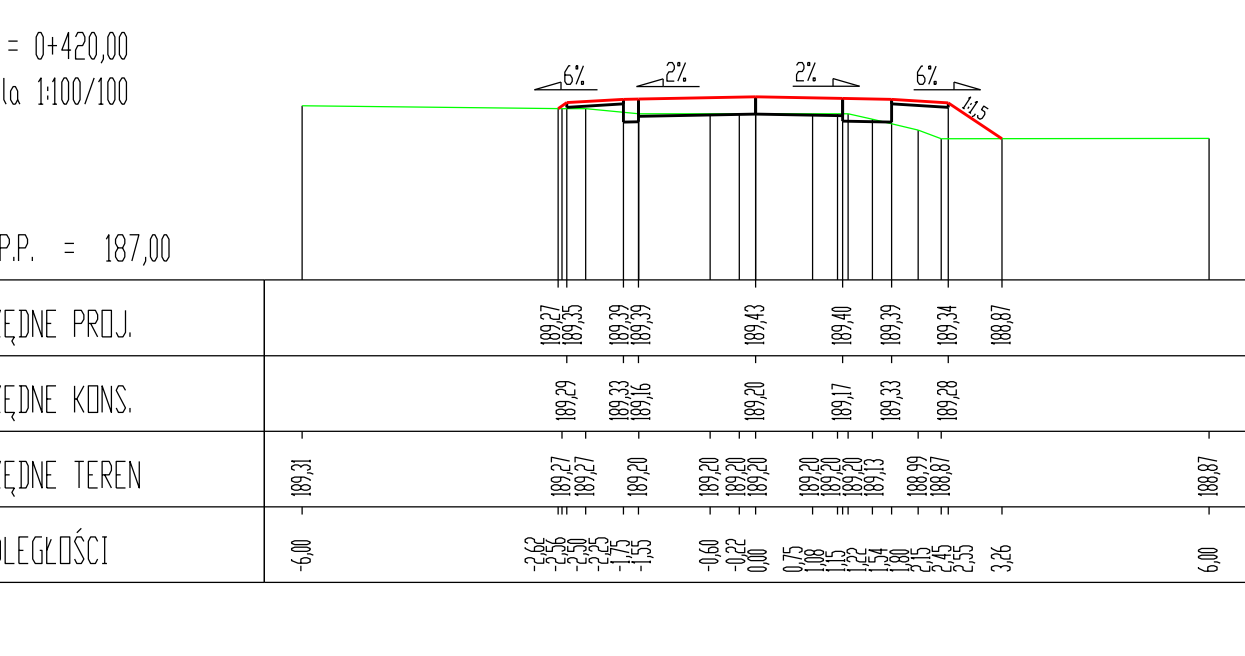 = 0+420,00
la 1:100/100
6% 2% 2% 6%
1:1,5
P.P. = 187,00
ĘDNE PROJ. 189,27 189,35 189,39 189,39 189,43 189,40 189,39 189,34 188,87
ĘDNE KONS. 189,29 189,33 189,16 189,20 189,17 189,33 189,28
ĘDNE TEREN 189,31 189,27 189,27 189,20 189,20 189,20 189,20 189,20 189,20 189,20 189,13 188,99 188,87 188,87
LEGŁOŚCI -6,00 -2,62 -2,56 -2,50 -2,25 -1,75 -1,55 -0,60 -0,22 0,00 0,75 1,08 1,15 1,22 1,54 1,80 2,15 2,45 2,55 3,26 6,00